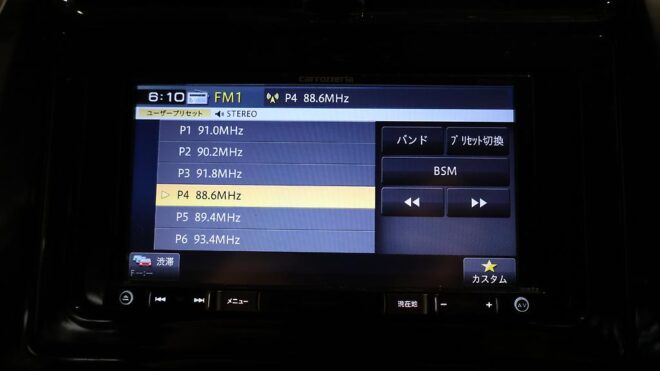 carrozzeria
6:10 FM1 P4 88.6MHz
ユーザープリセット STEREO
P1 91.0MHz
バンド プリセット切換
P2 90.2MHz
P3 91.8MHz
BSM
P4 88.6MHz
P5 89.4MHz
P6 93.4MHz
渋滞
F --:--
カスタム
メニュー 現在地 − + AV